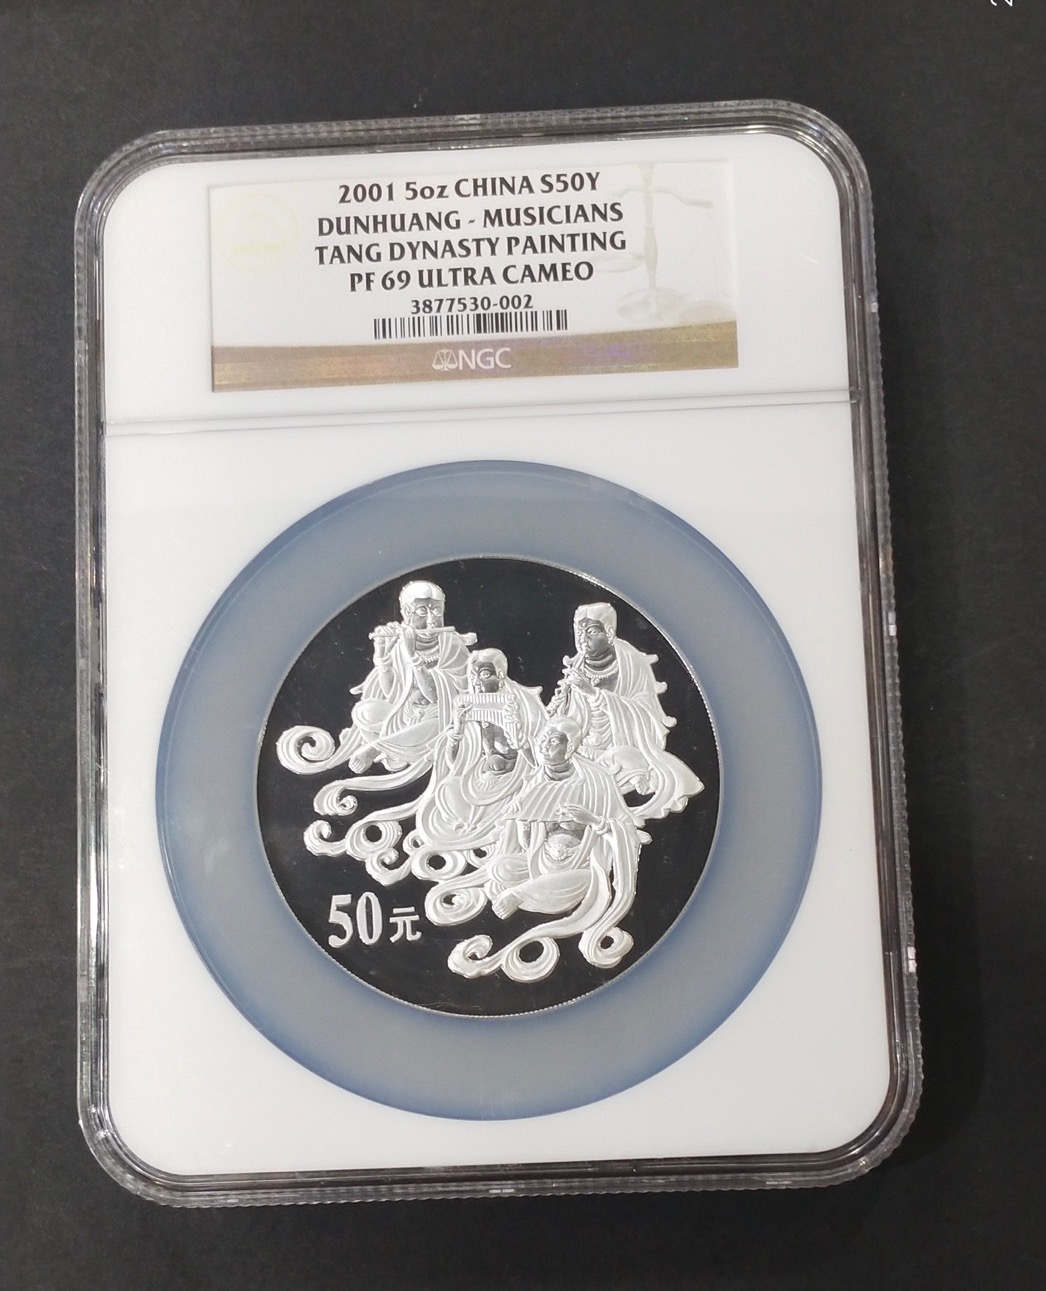 2001 5oz CHINA S50Y
DUNHUANG - MUSICIANS
TANG DYNASTY PAINTING
PF 69 ULTRA CAMEO
3877530-002
NGC
50元